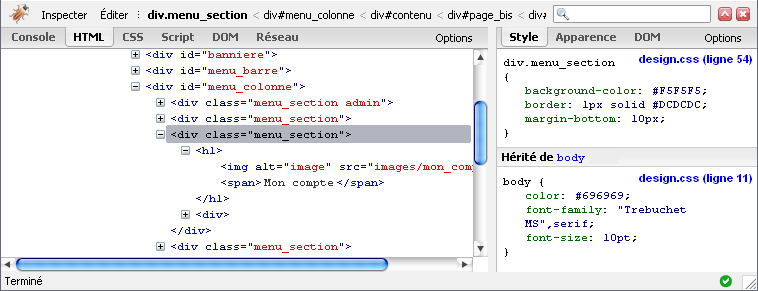 Inspecter Éditer div.menu_section < div#menu_colonne < div#contenu < div#page_bis < div#
Console HTML CSS Script DOM Réseau Options
Style Apparence DOM Options
<div id="banniere">
<div id="menu_barre">
<div id="menu_colonne">
<div class="menu_section admin">
<div class="menu_section">
<div class="menu_section">
<h1>
<img alt="image" src="images/mon_comp
<span>Mon compte</span>
</h1>
<div>
</div>
<div class="menu_section">
design.css (ligne 54)
div.menu_section
{
background-color: #F5F5F5;
border: 1px solid #DCDCDC;
margin-bottom: 10px;
}
Hérité de body
design.css (ligne 11)
body {
color: #696969;
font-family: "Trebuchet
MS",serif;
font-size: 10pt;
}
Terminé